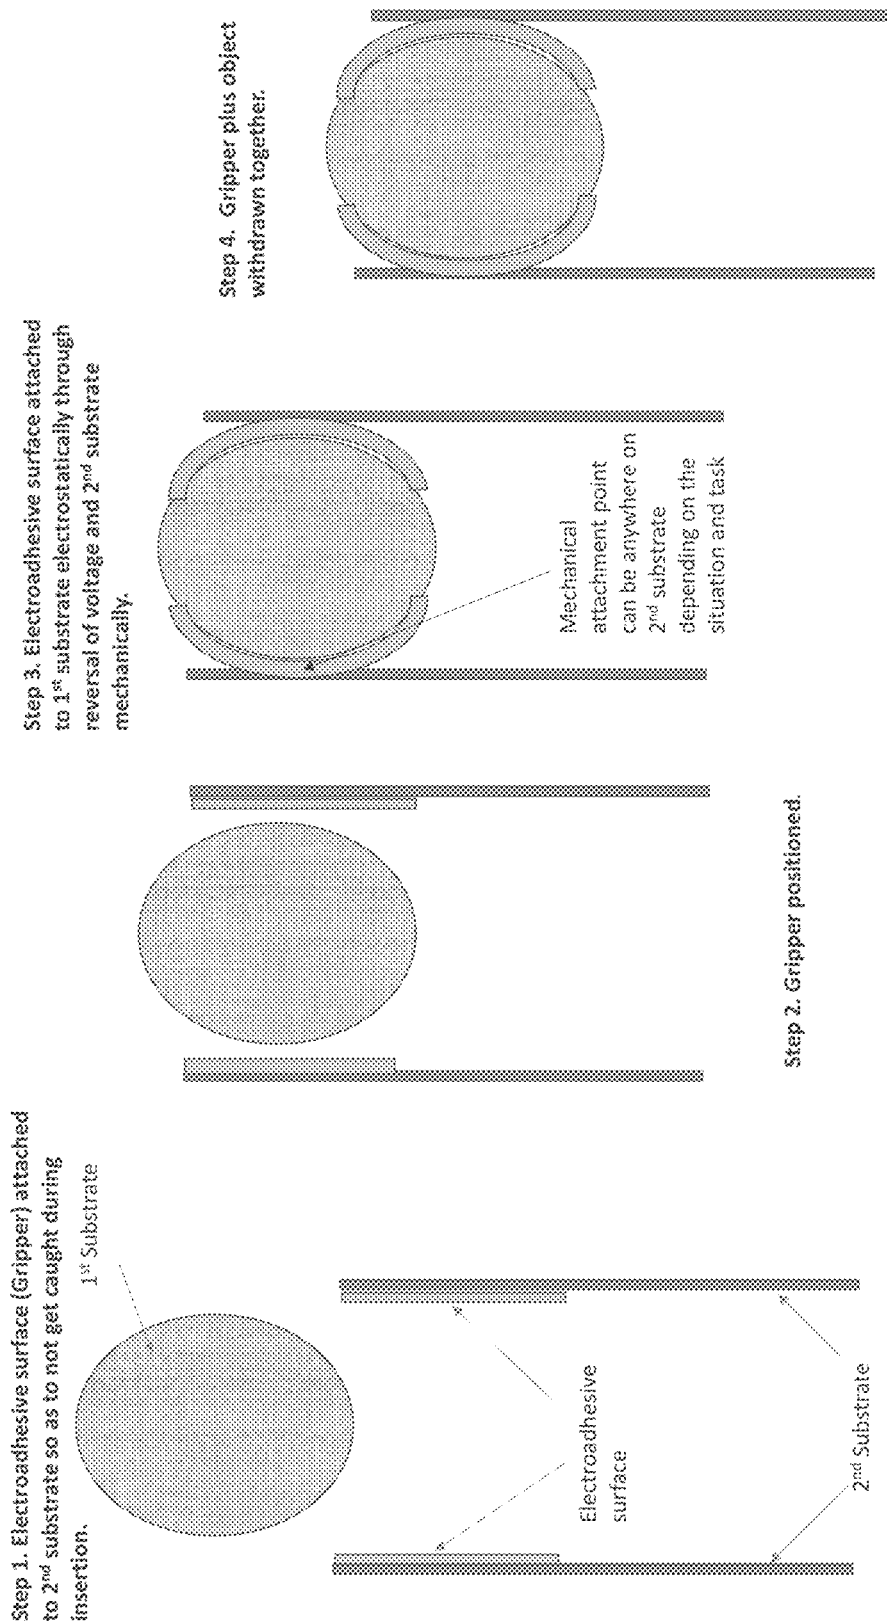 Step 1. Electroadhesive surface (Gripper) attached
to 2nd substrate so as to not get caught during
insertion.
1st Substrate
Electroadhesive
surface
2nd Substrate
Step 2. Gripper positioned.
Step 3. Electroadhesive surface attached
to 1st substrate electrostatically through
reversal of voltage and 2nd substrate
mechanically.
Mechanical
attachment point
can be anywhere on
2nd substrate
depending on the
situation and task
Step 4. Gripper plus object
withdrawn together.